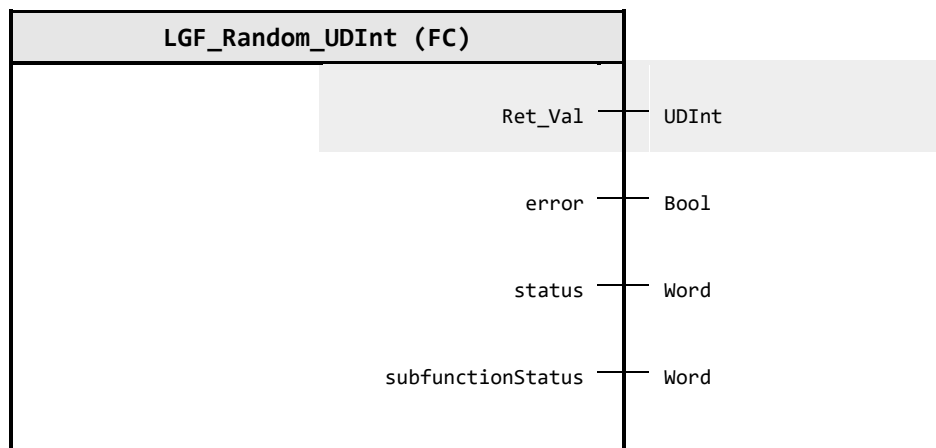 LGF_Random_UDInt (FC)
Ret_Val UDInt
error Bool
status Word
subfunctionStatus Word